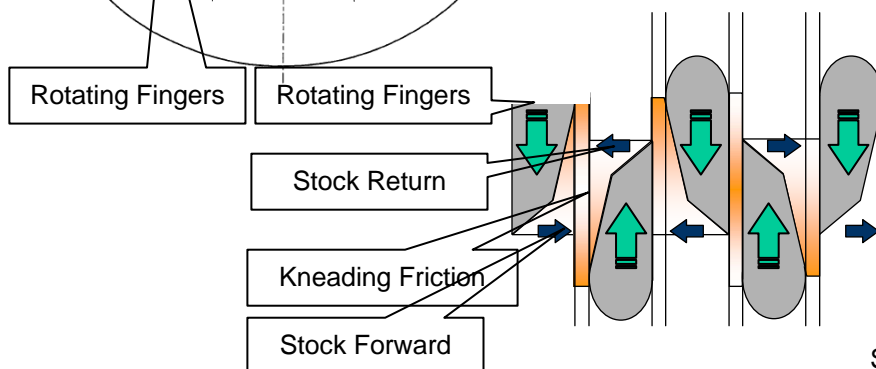 Rotating Fingers
Rotating Fingers
Stock Return
Kneading Friction
Stock Forward
S